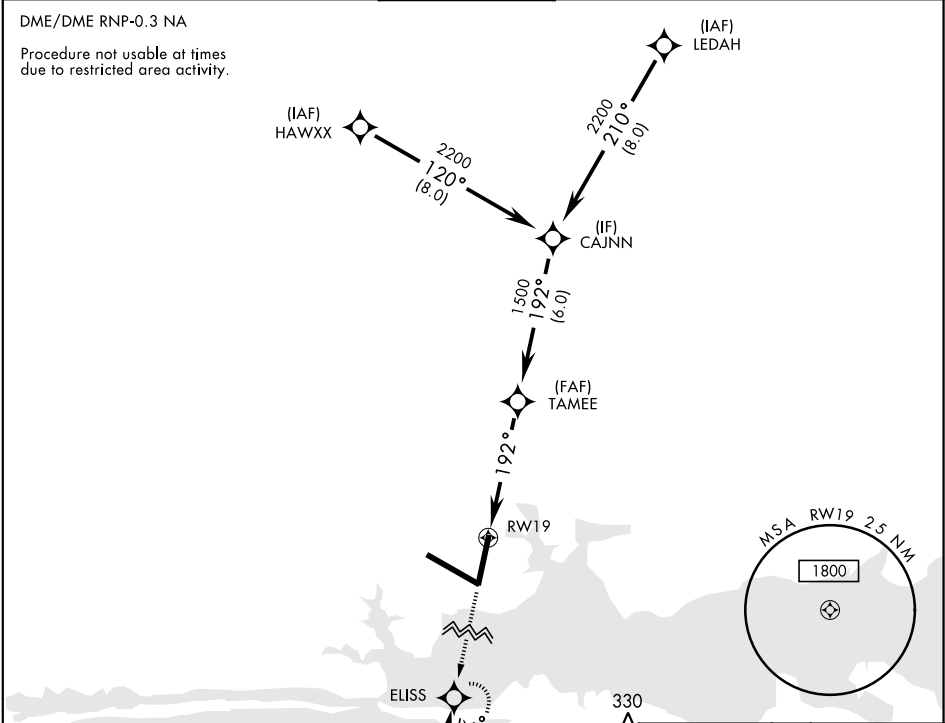 DME/DME RNP-0.3 NA
Procedure not usable at times
due to restricted area activity.
(IAF)
LEDAH
(IAF)
HAWXX
2200
210°
(8.0)
2200
120°
(8.0)
(IF)
CAJNN
1500
192°
(6.0)
(FAF)
TAMEE
192°
RW19
MSA RW19 25 NM
1800
ELISS
330